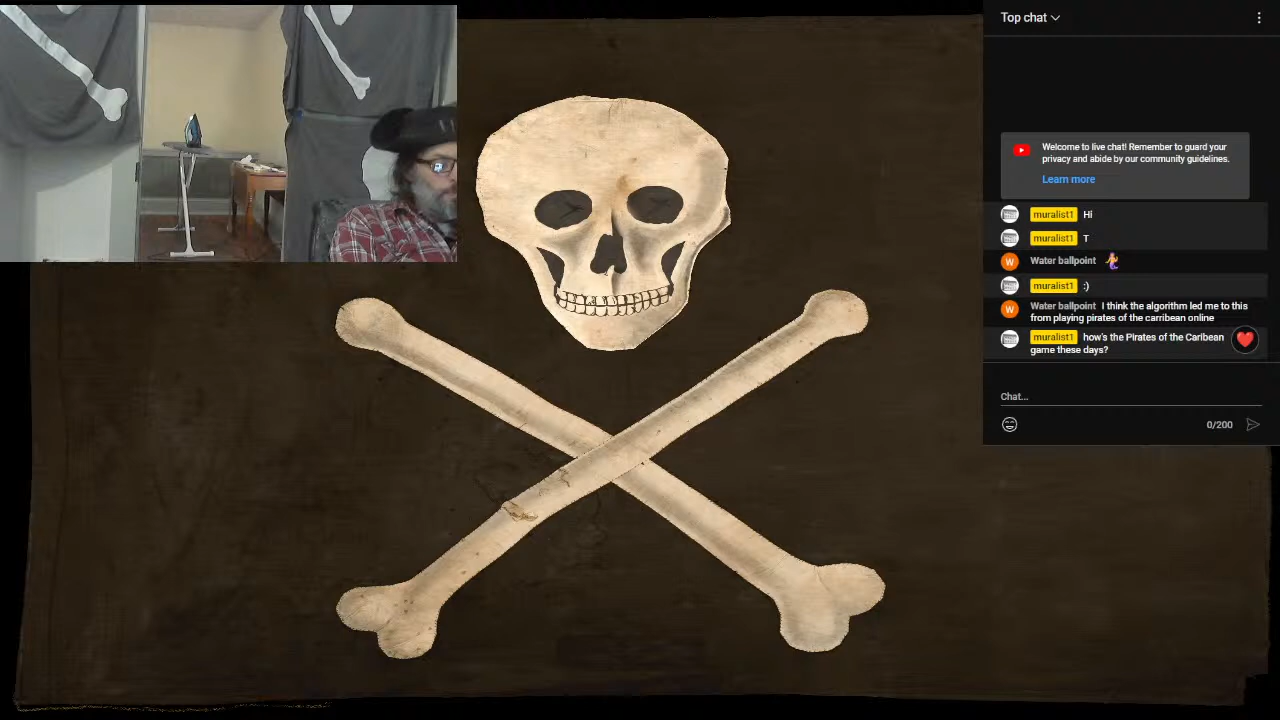 Top chat
Welcome to live chat! Remember to guard your
privacy and abide by our community guidelines.
Learn more
muralist1 Hi
muralist1 T
Water ballpoint 🧜‍♀️
muralist1 :)
Water ballpoint I think the algorithm led me to this
from playing pirates of the carribean online
muralist1 how's the Pirates of the Caribean
game these days?
Chat...
0/200
W
W